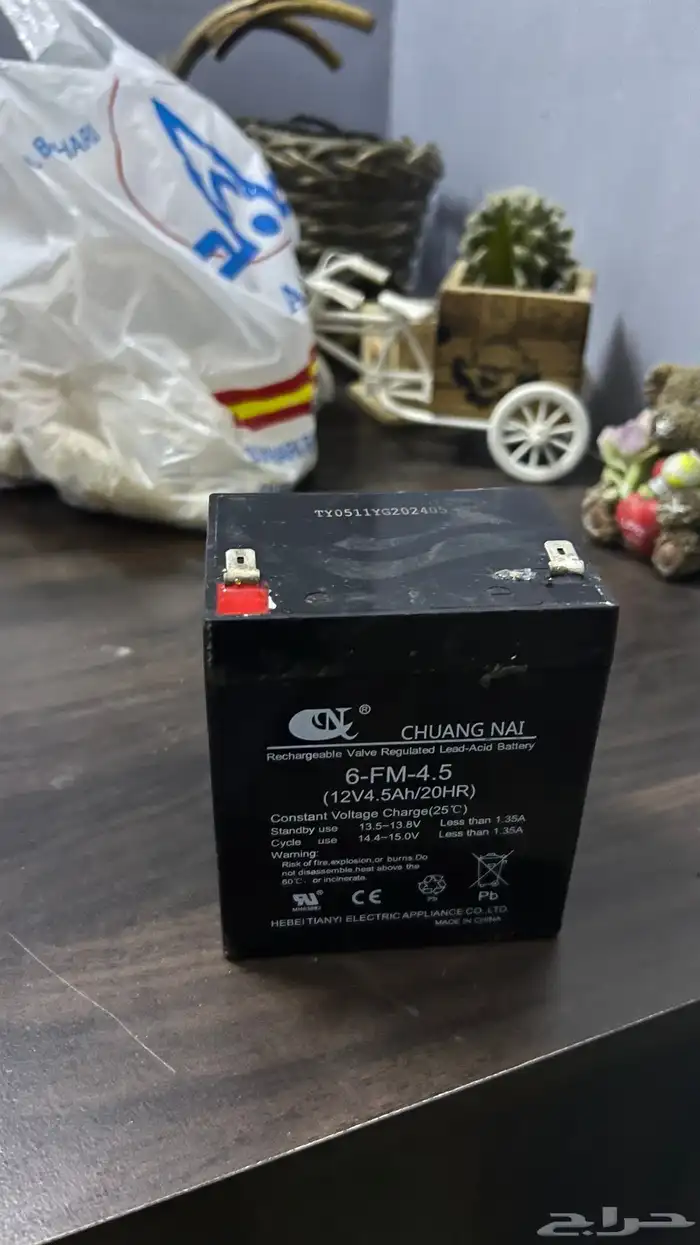 BUHARI
TY0511YG202405
CN ®
CHUANG NAI
Rechargeable Valve Regulated Lead-Acid Battery
6-FM-4.5
(12V4.5Ah/20HR)
Constant Voltage Charge(25℃)
Standby use 13.5~13.8V Less than 1.35A
Cycle use 14.4~15.0V Less than 1.35A
Warning:
Risk of fire,explosion,or burns.Do
not disassemble,heat above the
60℃, or incinerate.
CE
Pb
Pb
HEBEI TIANYI ELECTRIC APPLIANCE CO.,LTD.
MADE IN CHINA
حراج